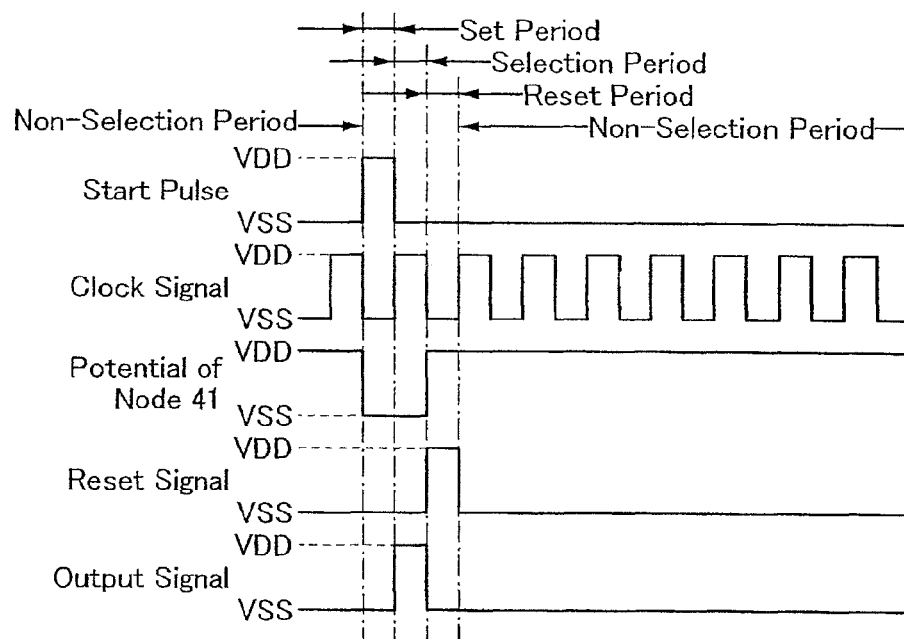 Set Period
Selection Period
Reset Period
Non-Selection Period
Non-Selection Period
VDD
Start Pulse
VSS
VDD
Clock Signal
VSS
VDD
Potential of
Node 41
VSS
VDD
Reset Signal
VSS
VDD
Output Signal
VSS